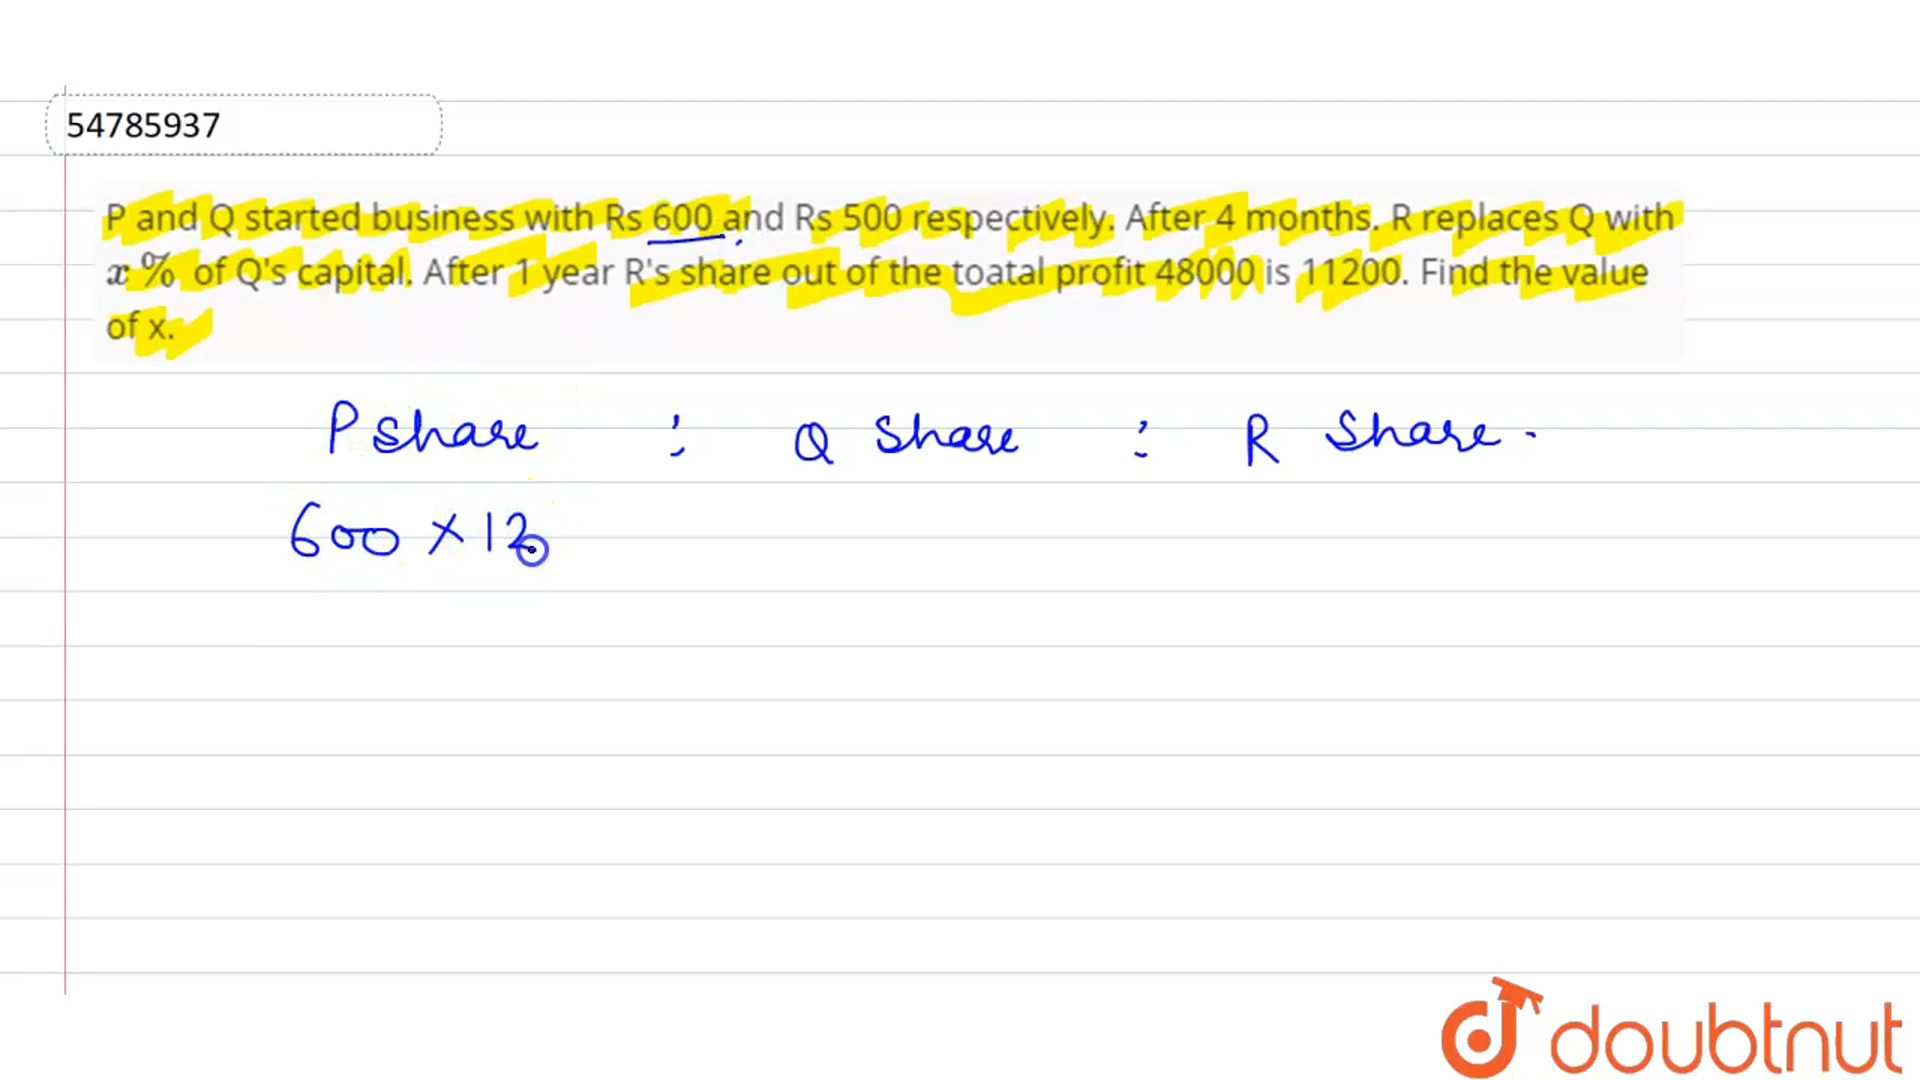 54785937
P and Q started business with Rs 600 and Rs 500 respectively. After 4 months. R replaces Q with
x% of Q's capital. After 1 year R's share out of the toatal profit 48000 is 11200. Find the value
of x.
P share : Q share : R share.
600 × 12
doubtnut